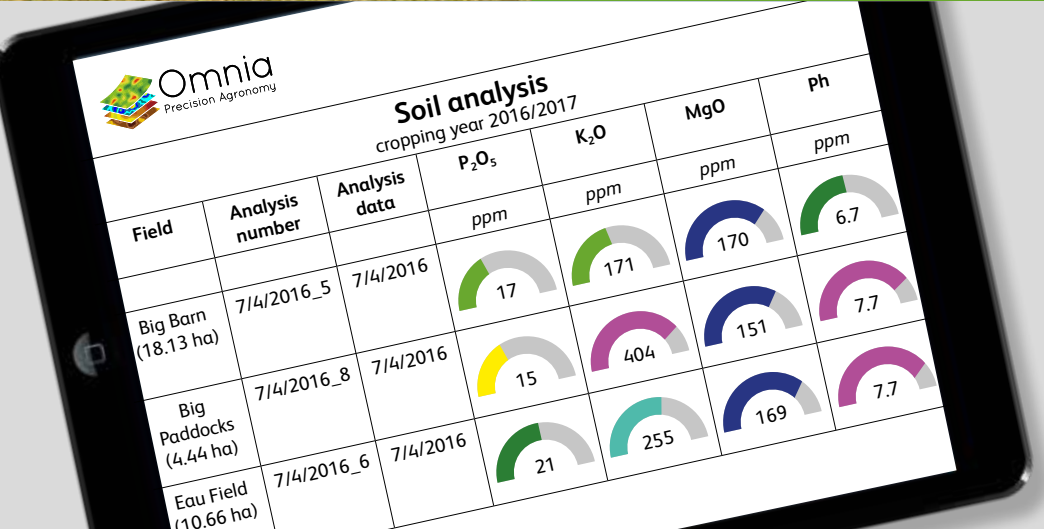 Omnia
Precision Agronomy
Soil analysis
cropping year 2016/2017
Field
Analysis
number
Analysis
data
P₂O₅
K₂O
MgO
Ph
ppm
ppm
ppm
ppm
Big Barn
(18.13 ha)
7/4/2016_5
7/4/2016
17
171
170
6.7
Big
Paddocks
(4.44 ha)
7/4/2016_8
7/4/2016
15
404
151
7.7
Eau Field
(10.66 ha)
7/4/2016_6
7/4/2016
21
255
169
7.7